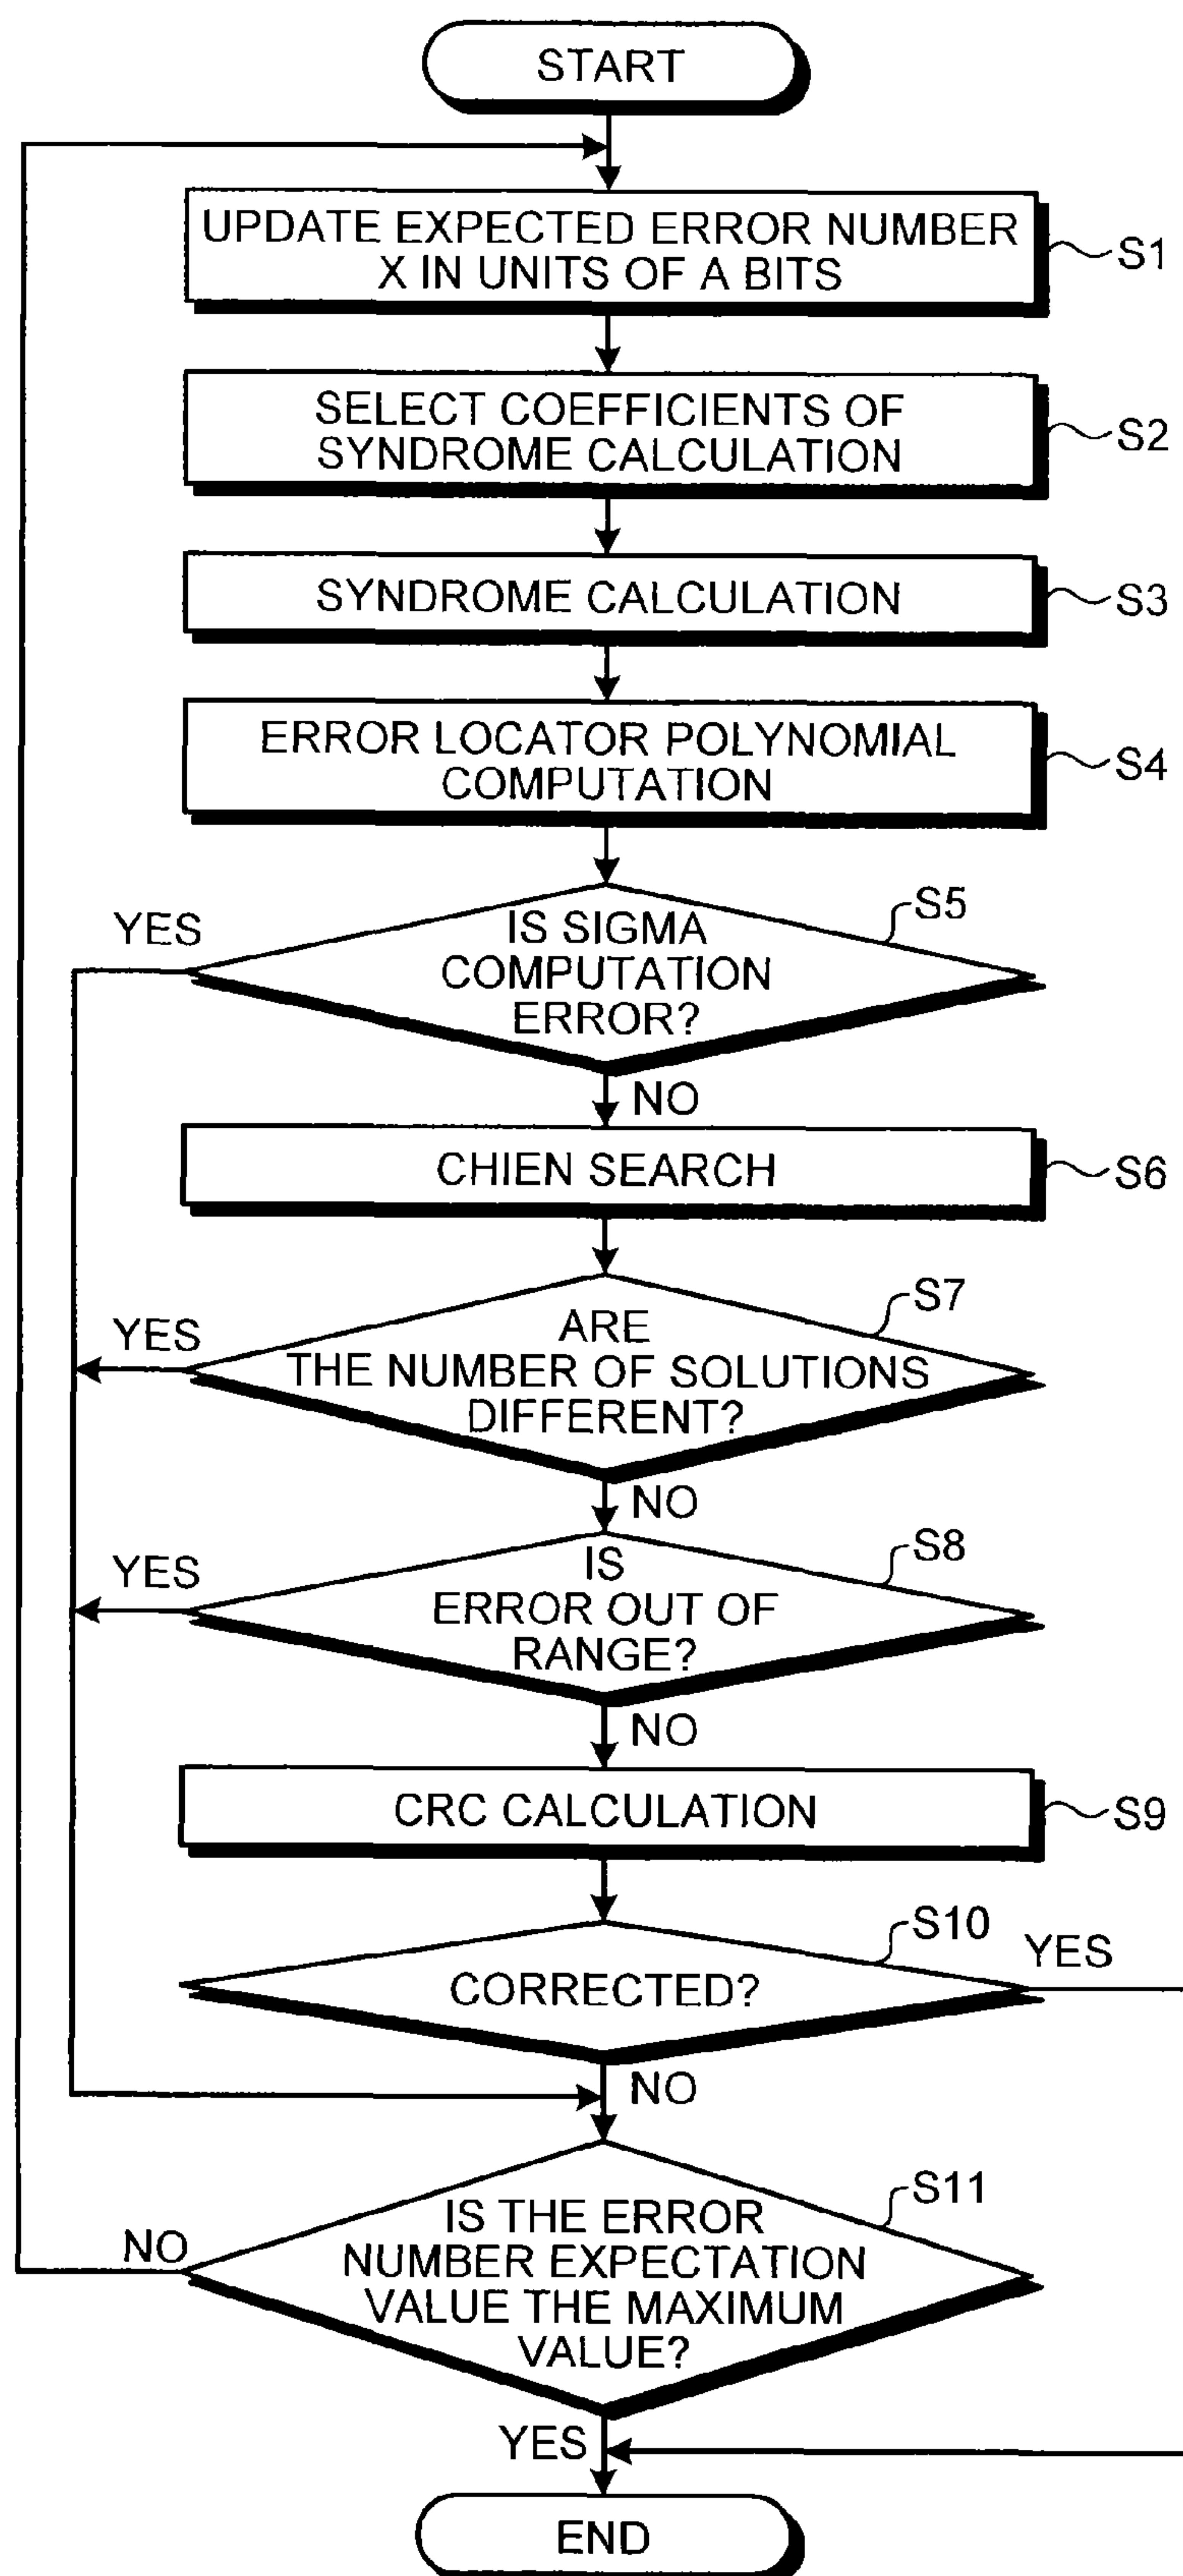 START
UPDATE EXPECTED ERROR NUMBER
X IN UNITS OF A BITS
S1
SELECT COEFFICIENTS OF
SYNDROME CALCULATION
S2
SYNDROME CALCULATION
S3
ERROR LOCATOR POLYNOMIAL
COMPUTATION
S4
S5
YES
IS SIGMA
COMPUTATION
ERROR?
NO
CHIEN SEARCH
S6
S7
YES
ARE
THE NUMBER OF SOLUTIONS
DIFFERENT?
NO
S8
YES
IS
ERROR OUT OF
RANGE?
NO
CRC CALCULATION
S9
S10
YES
CORRECTED?
NO
S11
NO
IS THE ERROR
NUMBER EXPECTATION
VALUE THE MAXIMUM
VALUE?
YES
END